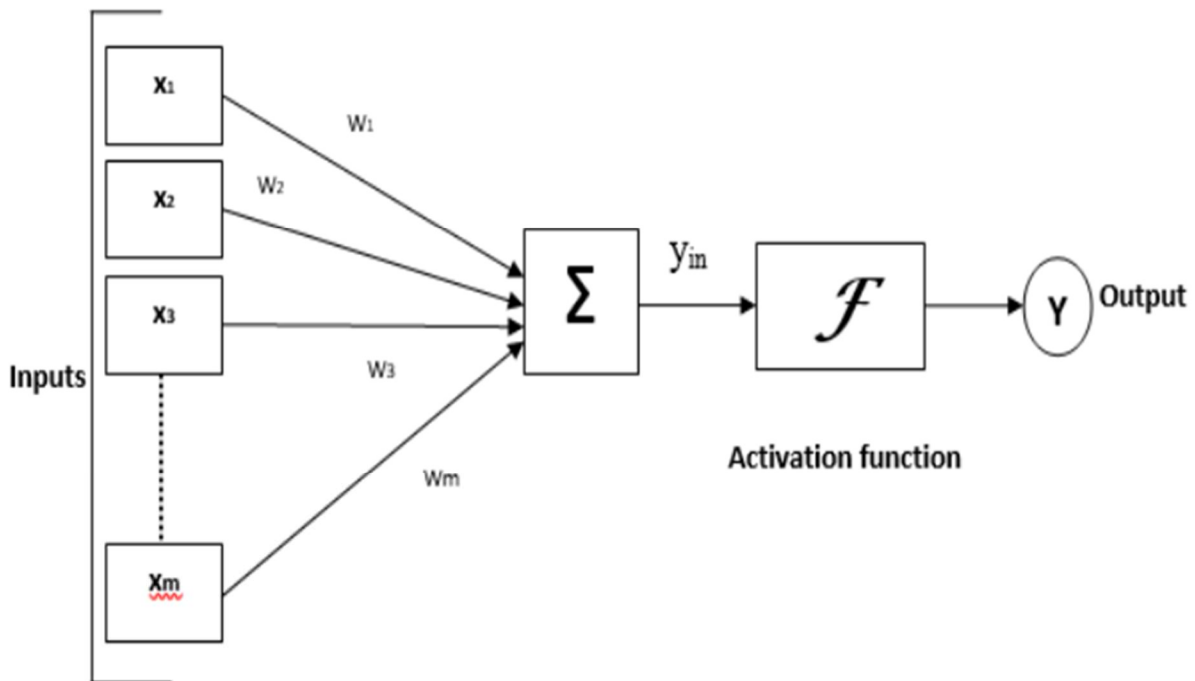 X1
W1
X2
W2
X3
W3
Inputs
Σ
yin
ℱ
Y
Output
Activation function
Wm
Xm